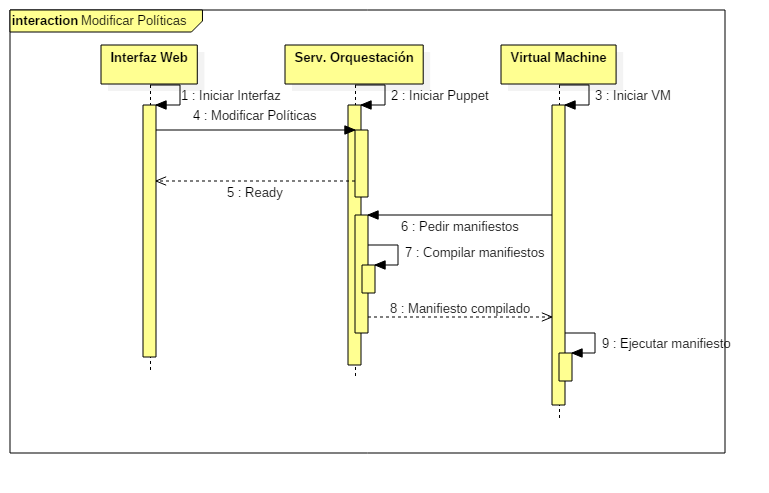 interaction Modificar Políticas
Interfaz Web
Serv. Orquestación
Virtual Machine
1 : Iniciar Interfaz
2 : Iniciar Puppet
3 : Iniciar VM
4 : Modificar Políticas
5 : Ready
6 : Pedir manifiestos
7 : Compilar manifiestos
8 : Manifiesto compilado
9 : Ejecutar manifiesto